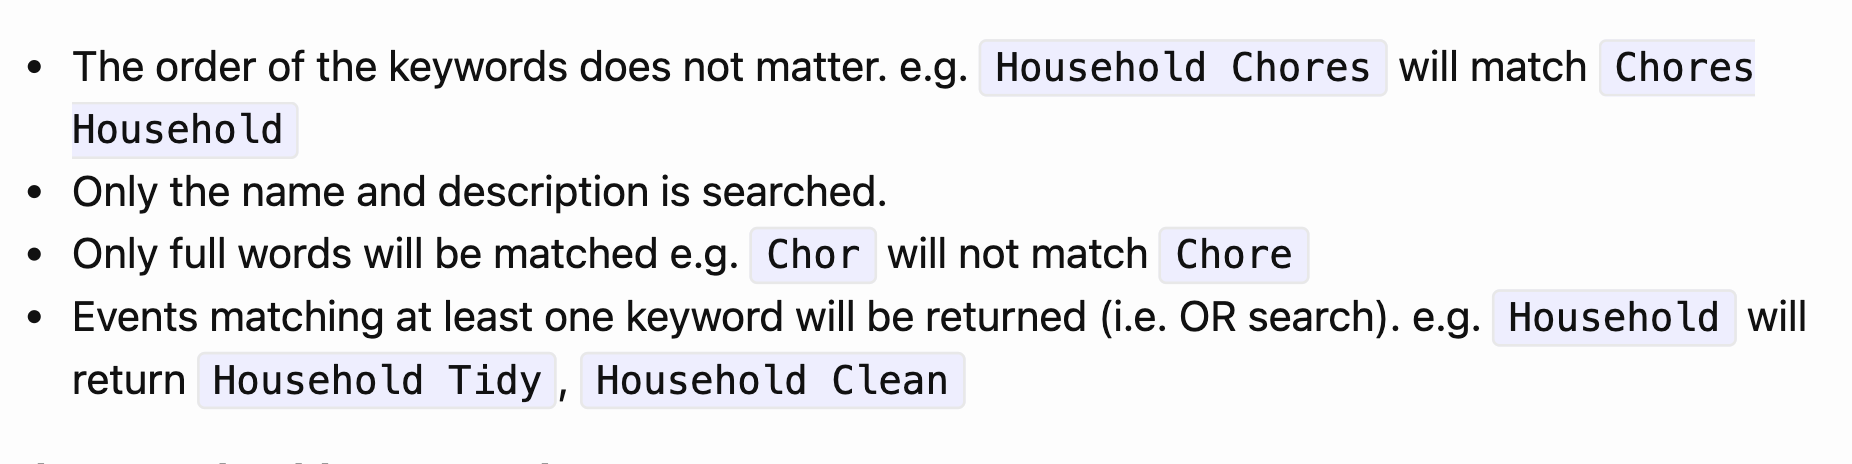 • The order of the keywords does not matter. e.g. Household Chores will match Chores
Household
• Only the name and description is searched.
• Only full words will be matched e.g. Chor will not match Chore
• Events matching at least one keyword will be returned (i.e. OR search). e.g. Household will
return Household Tidy, Household Clean